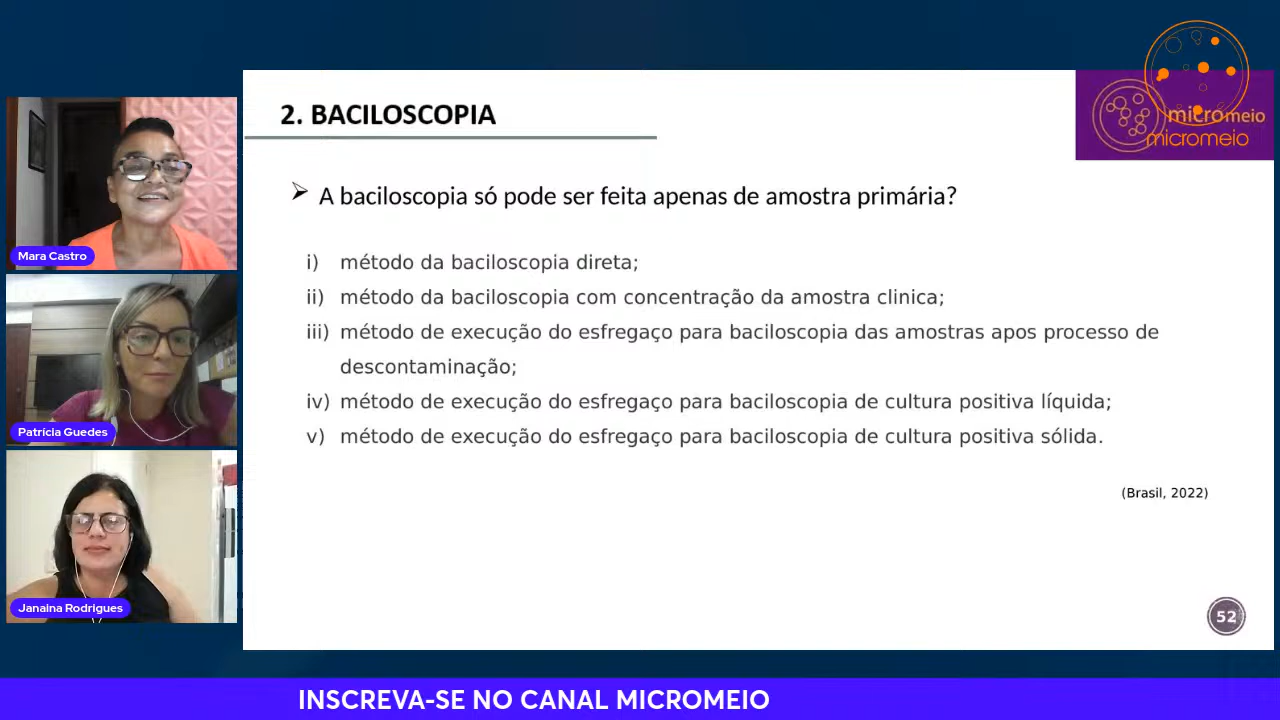 2. BACILOSCOPIA
micromeio
micromeio
➢ A baciloscopia só pode ser feita apenas de amostra primária?
i) método da baciloscopia direta;
ii) método da baciloscopia com concentração da amostra clinica;
iii) método de execução do esfregaço para baciloscopia das amostras apos processo de
descontaminação;
iv) método de execução do esfregaço para baciloscopia de cultura positiva líquida;
v) método de execução do esfregaço para baciloscopia de cultura positiva sólida.
(Brasil, 2022)
52
Mara Castro
Patrícia Guedes
Janaina Rodrigues
INSCREVA-SE NO CANAL MICROMEIO